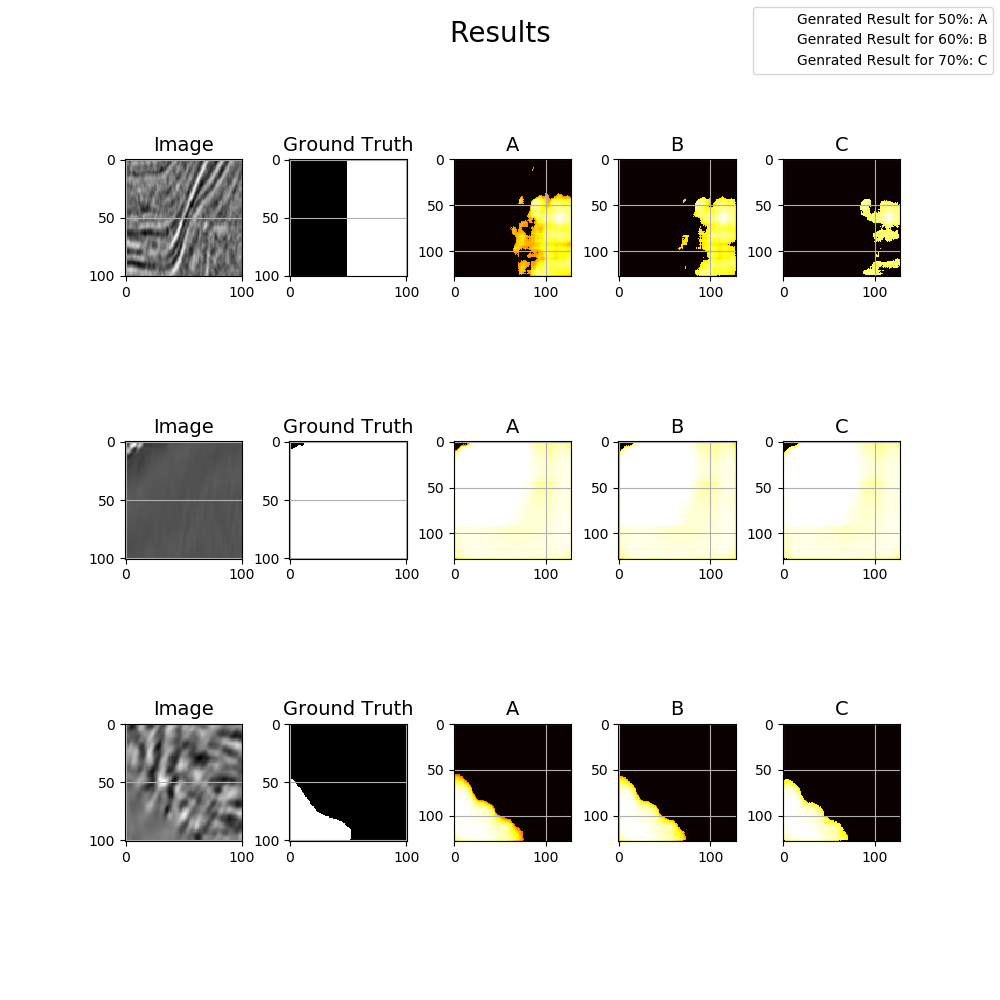 Results
Genrated Result for 50%: A
Genrated Result for 60%: B
Genrated Result for 70%: C
Image Ground Truth A B C
0 0 0 0 0
50 50 50 50 50
100 100 100 100 100
0 100 0 100 0 100 0 100 0 100
Image Ground Truth A B C
0 0 0 0 0
50 50 50 50 50
100 100 100 100 100
0 100 0 100 0 100 0 100 0 100
Image Ground Truth A B C
0 0 0 0 0
50 50 50 50 50
100 100 100 100 100
0 100 0 100 0 100 0 100 0 100